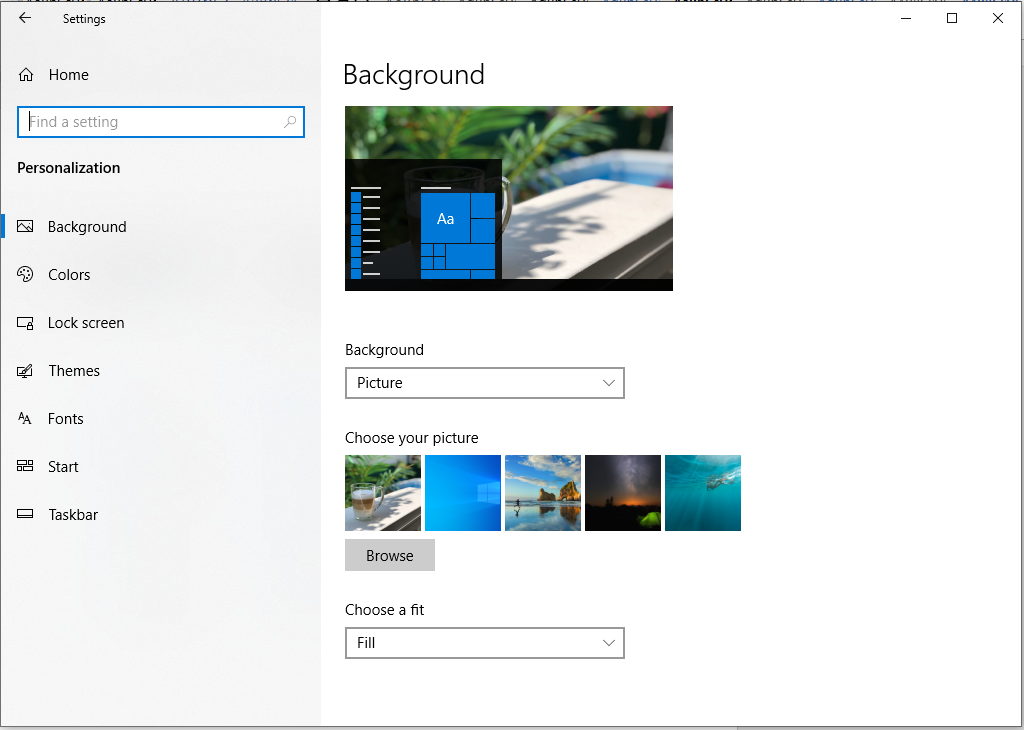 Settings
Home
Find a setting
Personalization
Background
Colors
Lock screen
Themes
Fonts
Start
Taskbar
Background
Aa
Background
Picture
Choose your picture
Browse
Choose a fit
Fill